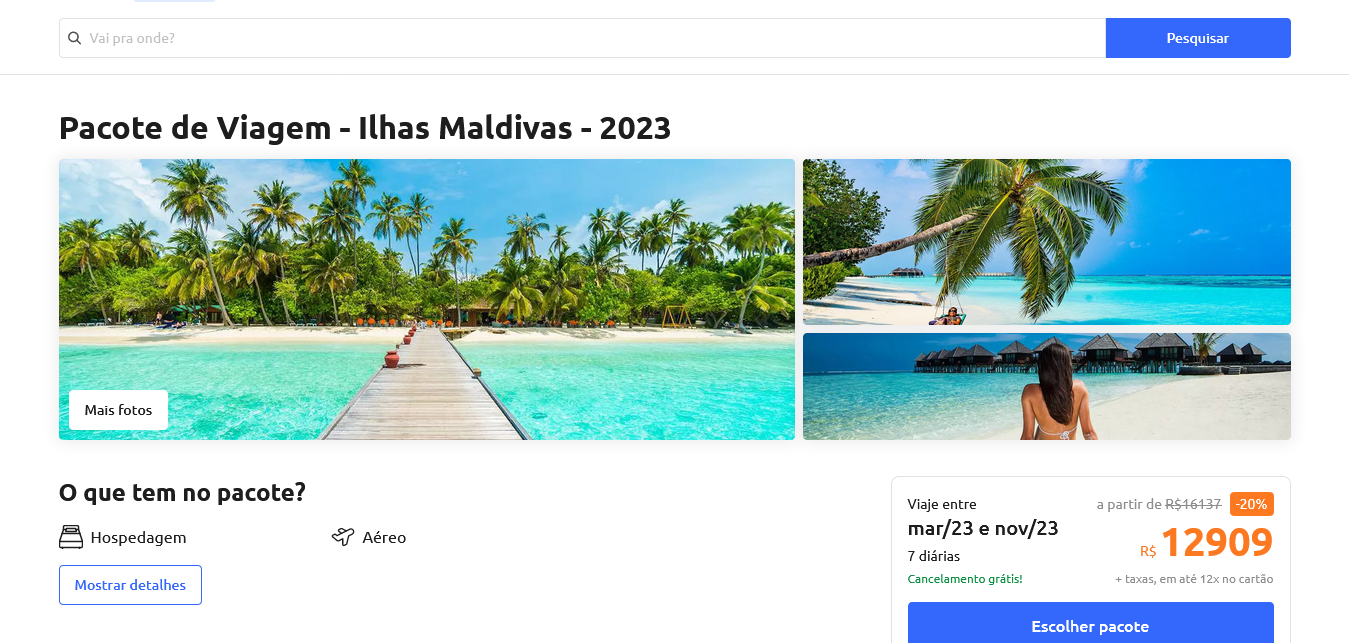 Vai pra onde?
Pesquisar
Pacote de Viagem - Ilhas Maldivas - 2023
Mais fotos
O que tem no pacote?
Hospedagem
Aéreo
Mostrar detalhes
Viaje entre
a partir de R$16137 -20%
mar/23 e nov/23
R$ 12909
7 diárias
Cancelamento grátis!
+ taxas, em até 12x no cartão
Escolher pacote